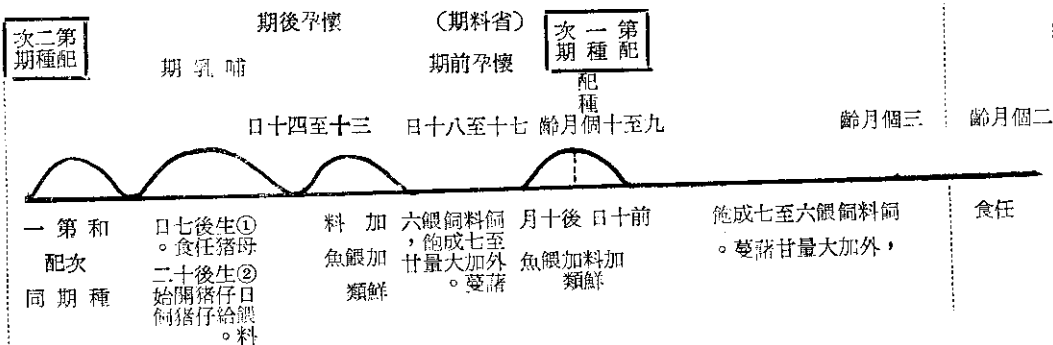 二個月齡
三個月齡
第一次
配種期
配種
九至十個月齡
(省料期)
懷孕前期
七十至八十日
懷孕後期
三十至四十日
哺乳期
第二次
配種期
任食
飼料飼餵六至七成飽
,外加大量甘藷蔓。
前十日後十月
加料加餵魚
鮮類
飼料飼餵六
至七成飽,
外加大量甘
藷蔓。
加料
加餵魚
鮮類
①生後七日
母猪任食。
②生後十二
日仔猪開始
餵給仔猪飼
料。
和第一
次配
種期同